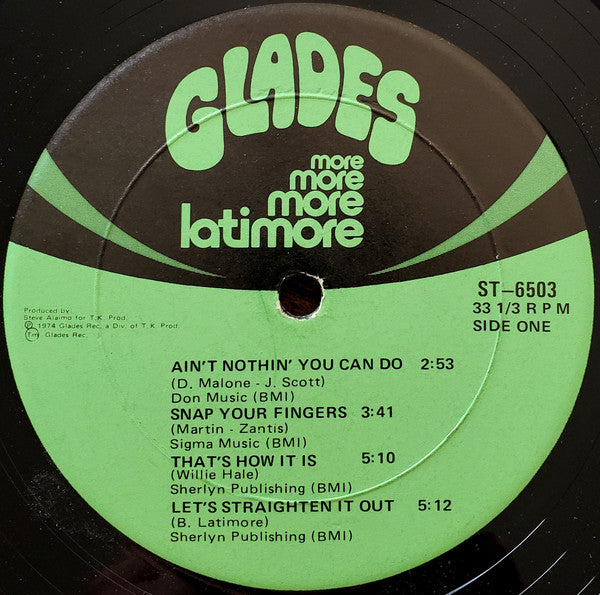 GLADES
more
more
more
latimore
ST-6503
33 1/3 R P M
SIDE ONE
Produced by:
Steve Alaimo for T.K. Prod.
Ⓟ 1974 Glades Rec. a Div. of T.K. Prod.
Tm Glades Rec.
AIN'T NOTHIN' YOU CAN DO 2:53
(D. Malone - J. Scott)
Don Music (BMI)
SNAP YOUR FINGERS 3:41
(Martin - Zantis)
Sigma Music (BMI)
THAT'S HOW IT IS 5:10
(Willie Hale)
Sherlyn Publishing (BMI)
LET'S STRAIGHTEN IT OUT 5:12
(B. Latimore)
Sherlyn Publishing (BMI)